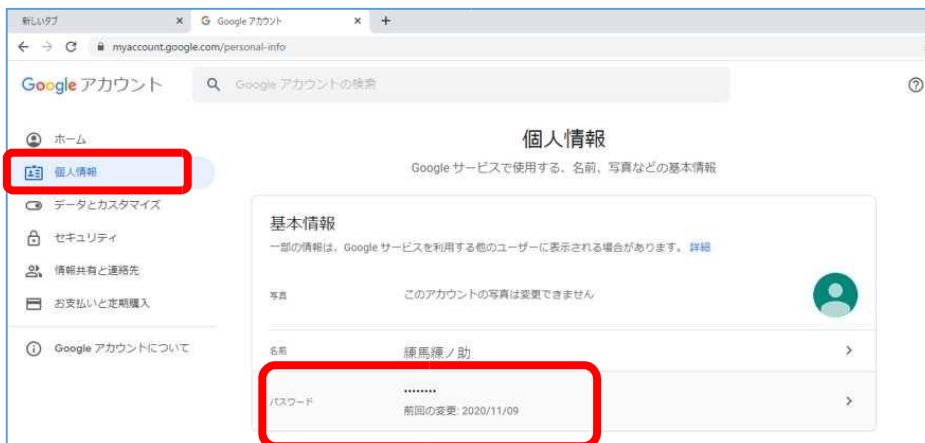 新しいタブ
Google アカウント
myaccount.google.com/personal-info
Google アカウント
Google アカウントの検索
ホーム
個人情報
データとカスタマイズ
セキュリティ
情報共有と連絡先
お支払いと定期購入
Google アカウントについて
個人情報
Google サービスで使用する、名前、写真などの基本情報
基本情報
一部の情報は、Google サービスを利用する他のユーザーに表示される場合があります。 詳細
写真 このアカウントの写真は変更できません
名前 練馬練ノ助
パスワード ••••••••
前回の変更: 2020/11/09